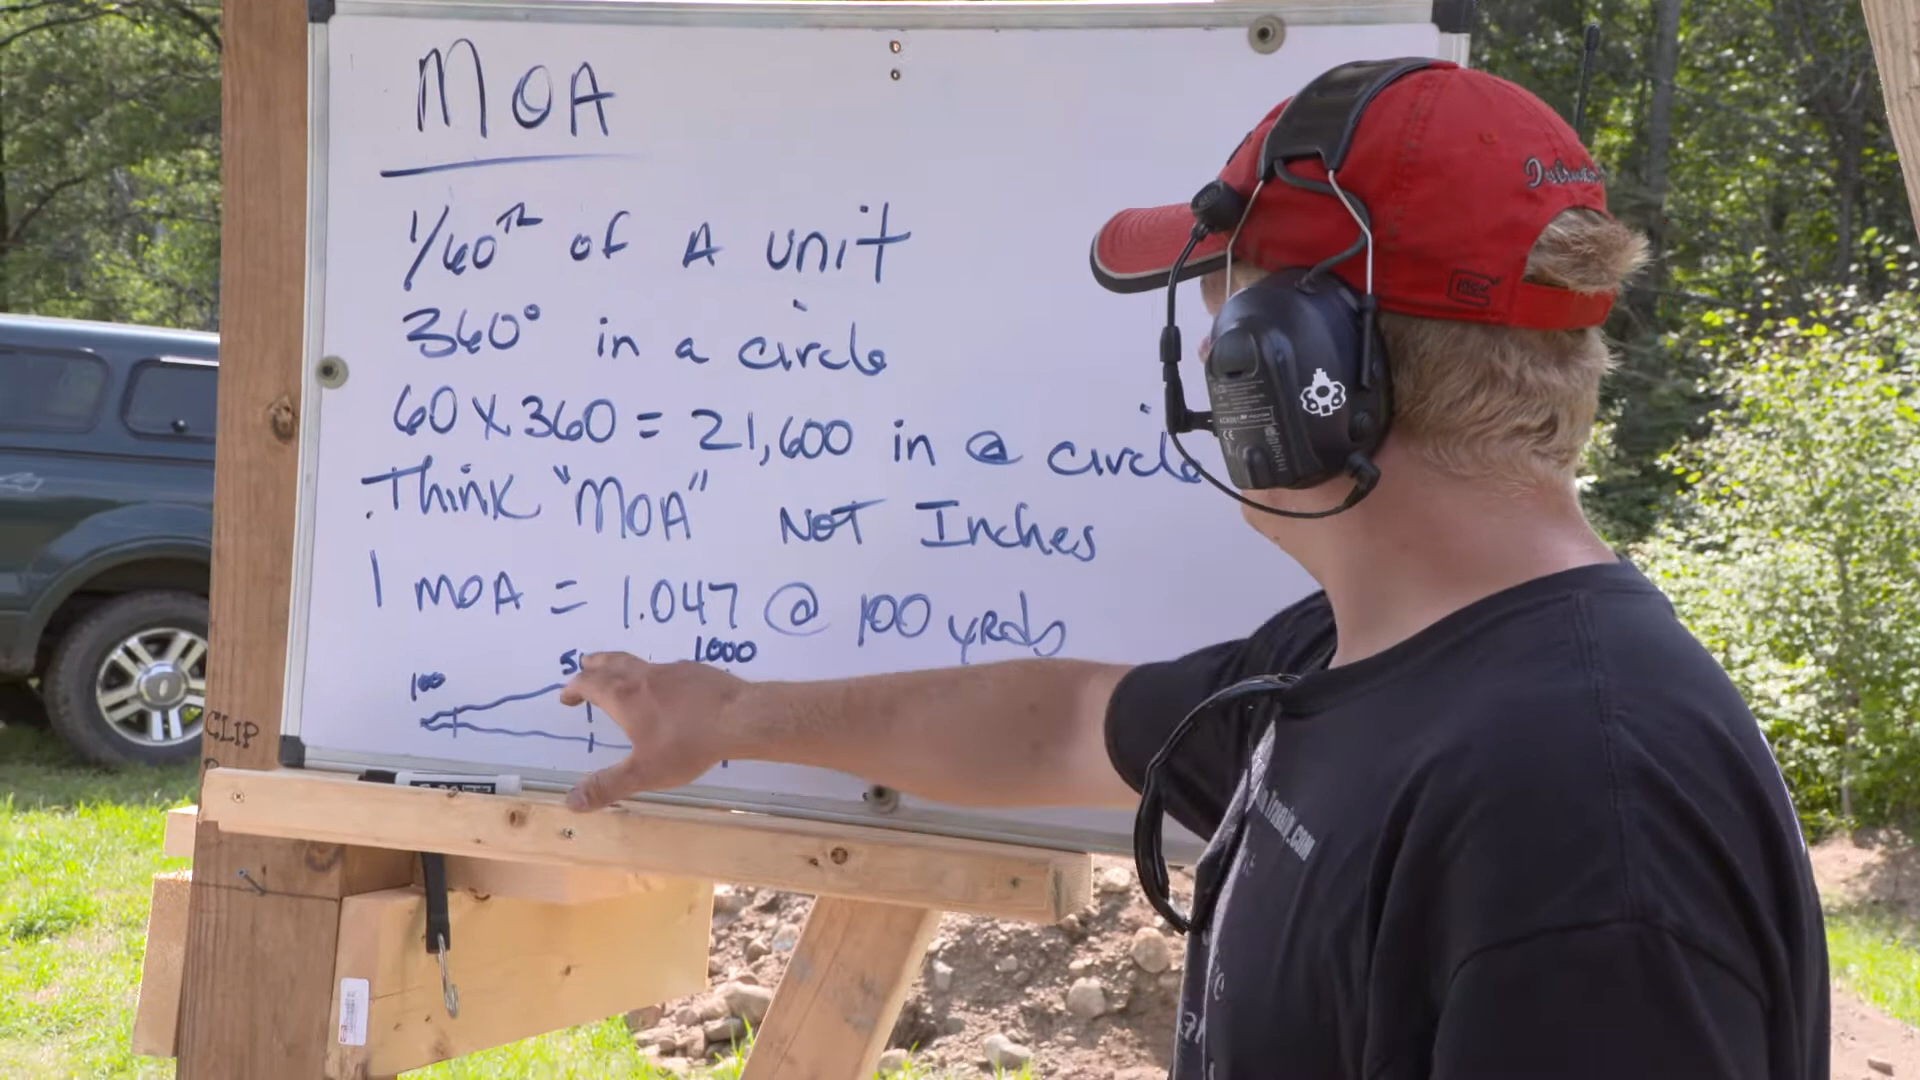 MOA
1/60TH of A unit
360° in a circle
60 X 360 = 21,600 in a circle
Think "MOA" NOT Inches
1 MOA = 1.047 @ 100 yRds
100
1000
CLIP
CE